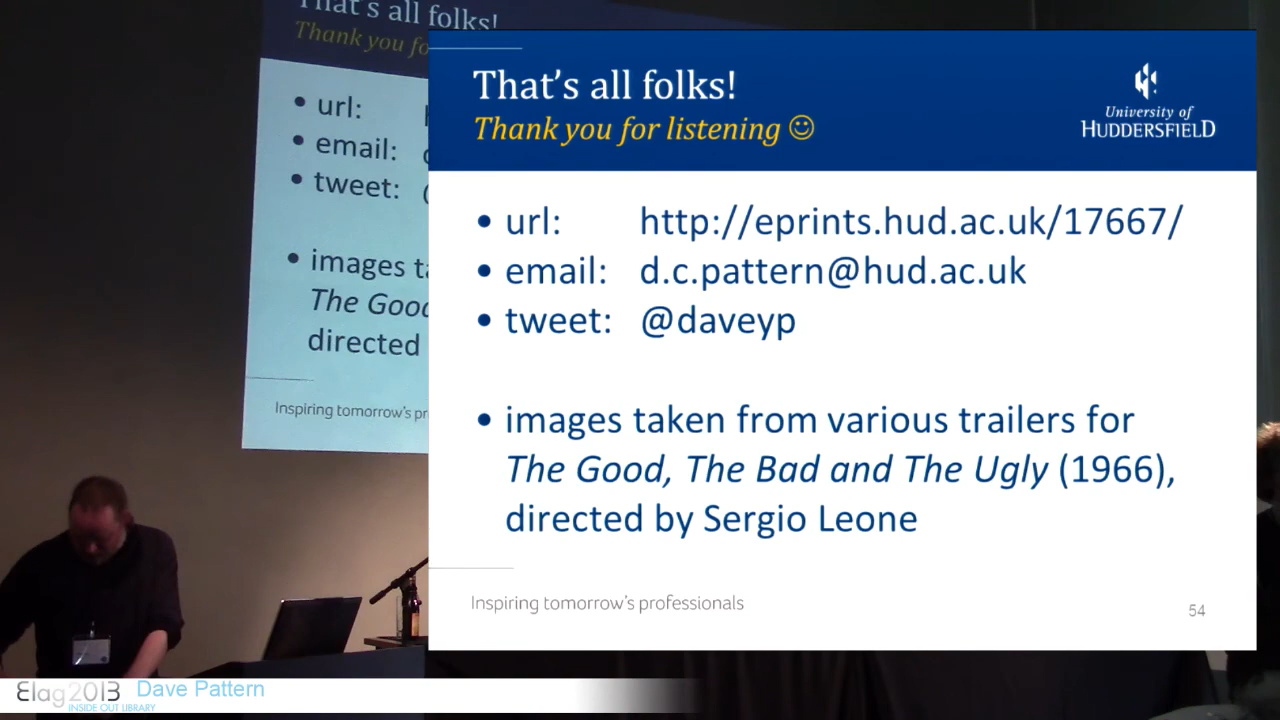 That's all folks!
Thank you for
• url:
• email:
• tweet:
• images ta
The Good
directed
Inspiring tomorrow's pr
That's all folks!
Thank you for listening ☺
University of
HUDDERSFIELD
• url: http://eprints.hud.ac.uk/17667/
• email: d.c.pattern@hud.ac.uk
• tweet: @daveyp
• images taken from various trailers for
The Good, The Bad and The Ugly (1966),
directed by Sergio Leone
Inspiring tomorrow's professionals
54
Elag2013 Dave Pattern
INSIDE OUT LIBRARY